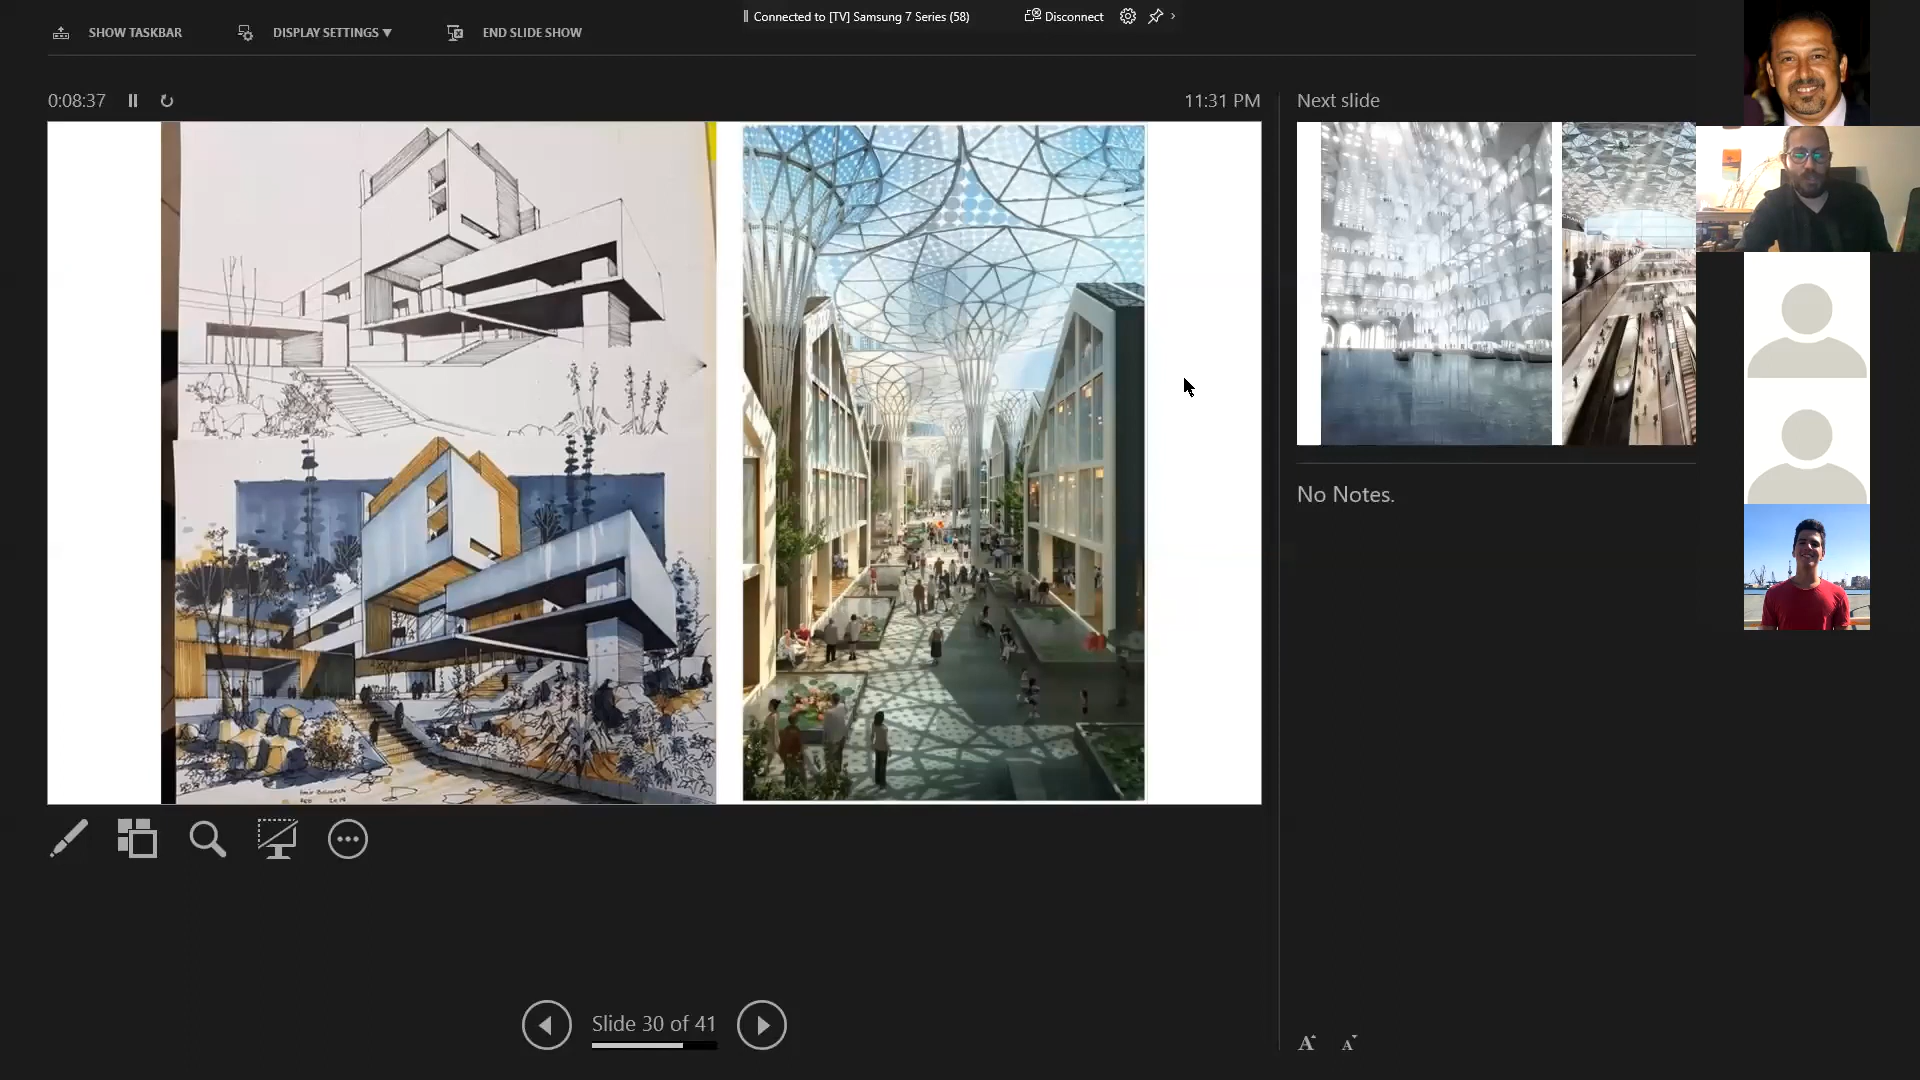 Connected to [TV] Samsung 7 Series (58)
Disconnect
SHOW TASKBAR
DISPLAY SETTINGS ▼
END SLIDE SHOW
0:08:37
11:31 PM
Next slide
No Notes.
Slide 30 of 41
A
A